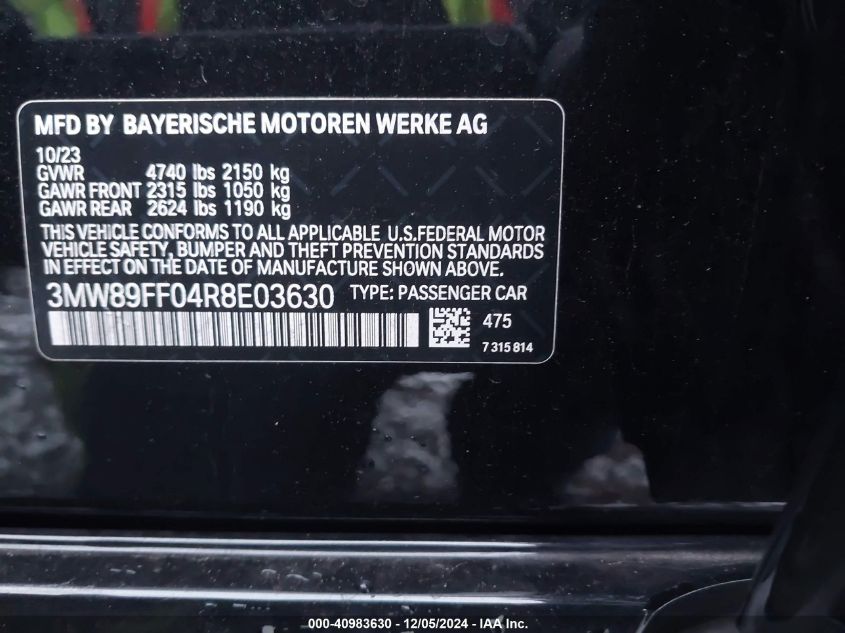 MFD BY BAYERISCHE MOTOREN WERKE AG
10/23
GVWR 4740 lbs 2150 kg
GAWR FRONT 2315 lbs 1050 kg
GAWR REAR 2624 lbs 1190 kg
THIS VEHICLE CONFORMS TO ALL APPLICABLE U.S.FEDERAL MOTOR
VEHICLE SAFETY, BUMPER AND THEFT PREVENTION STANDARDS
IN EFFECT ON THE DATE OF MANUFACTURE SHOWN ABOVE.
3MW89FF04R8E03630 TYPE: PASSENGER CAR
475
7 315 814
000-40983630 - 12/05/2024 - IAA Inc.